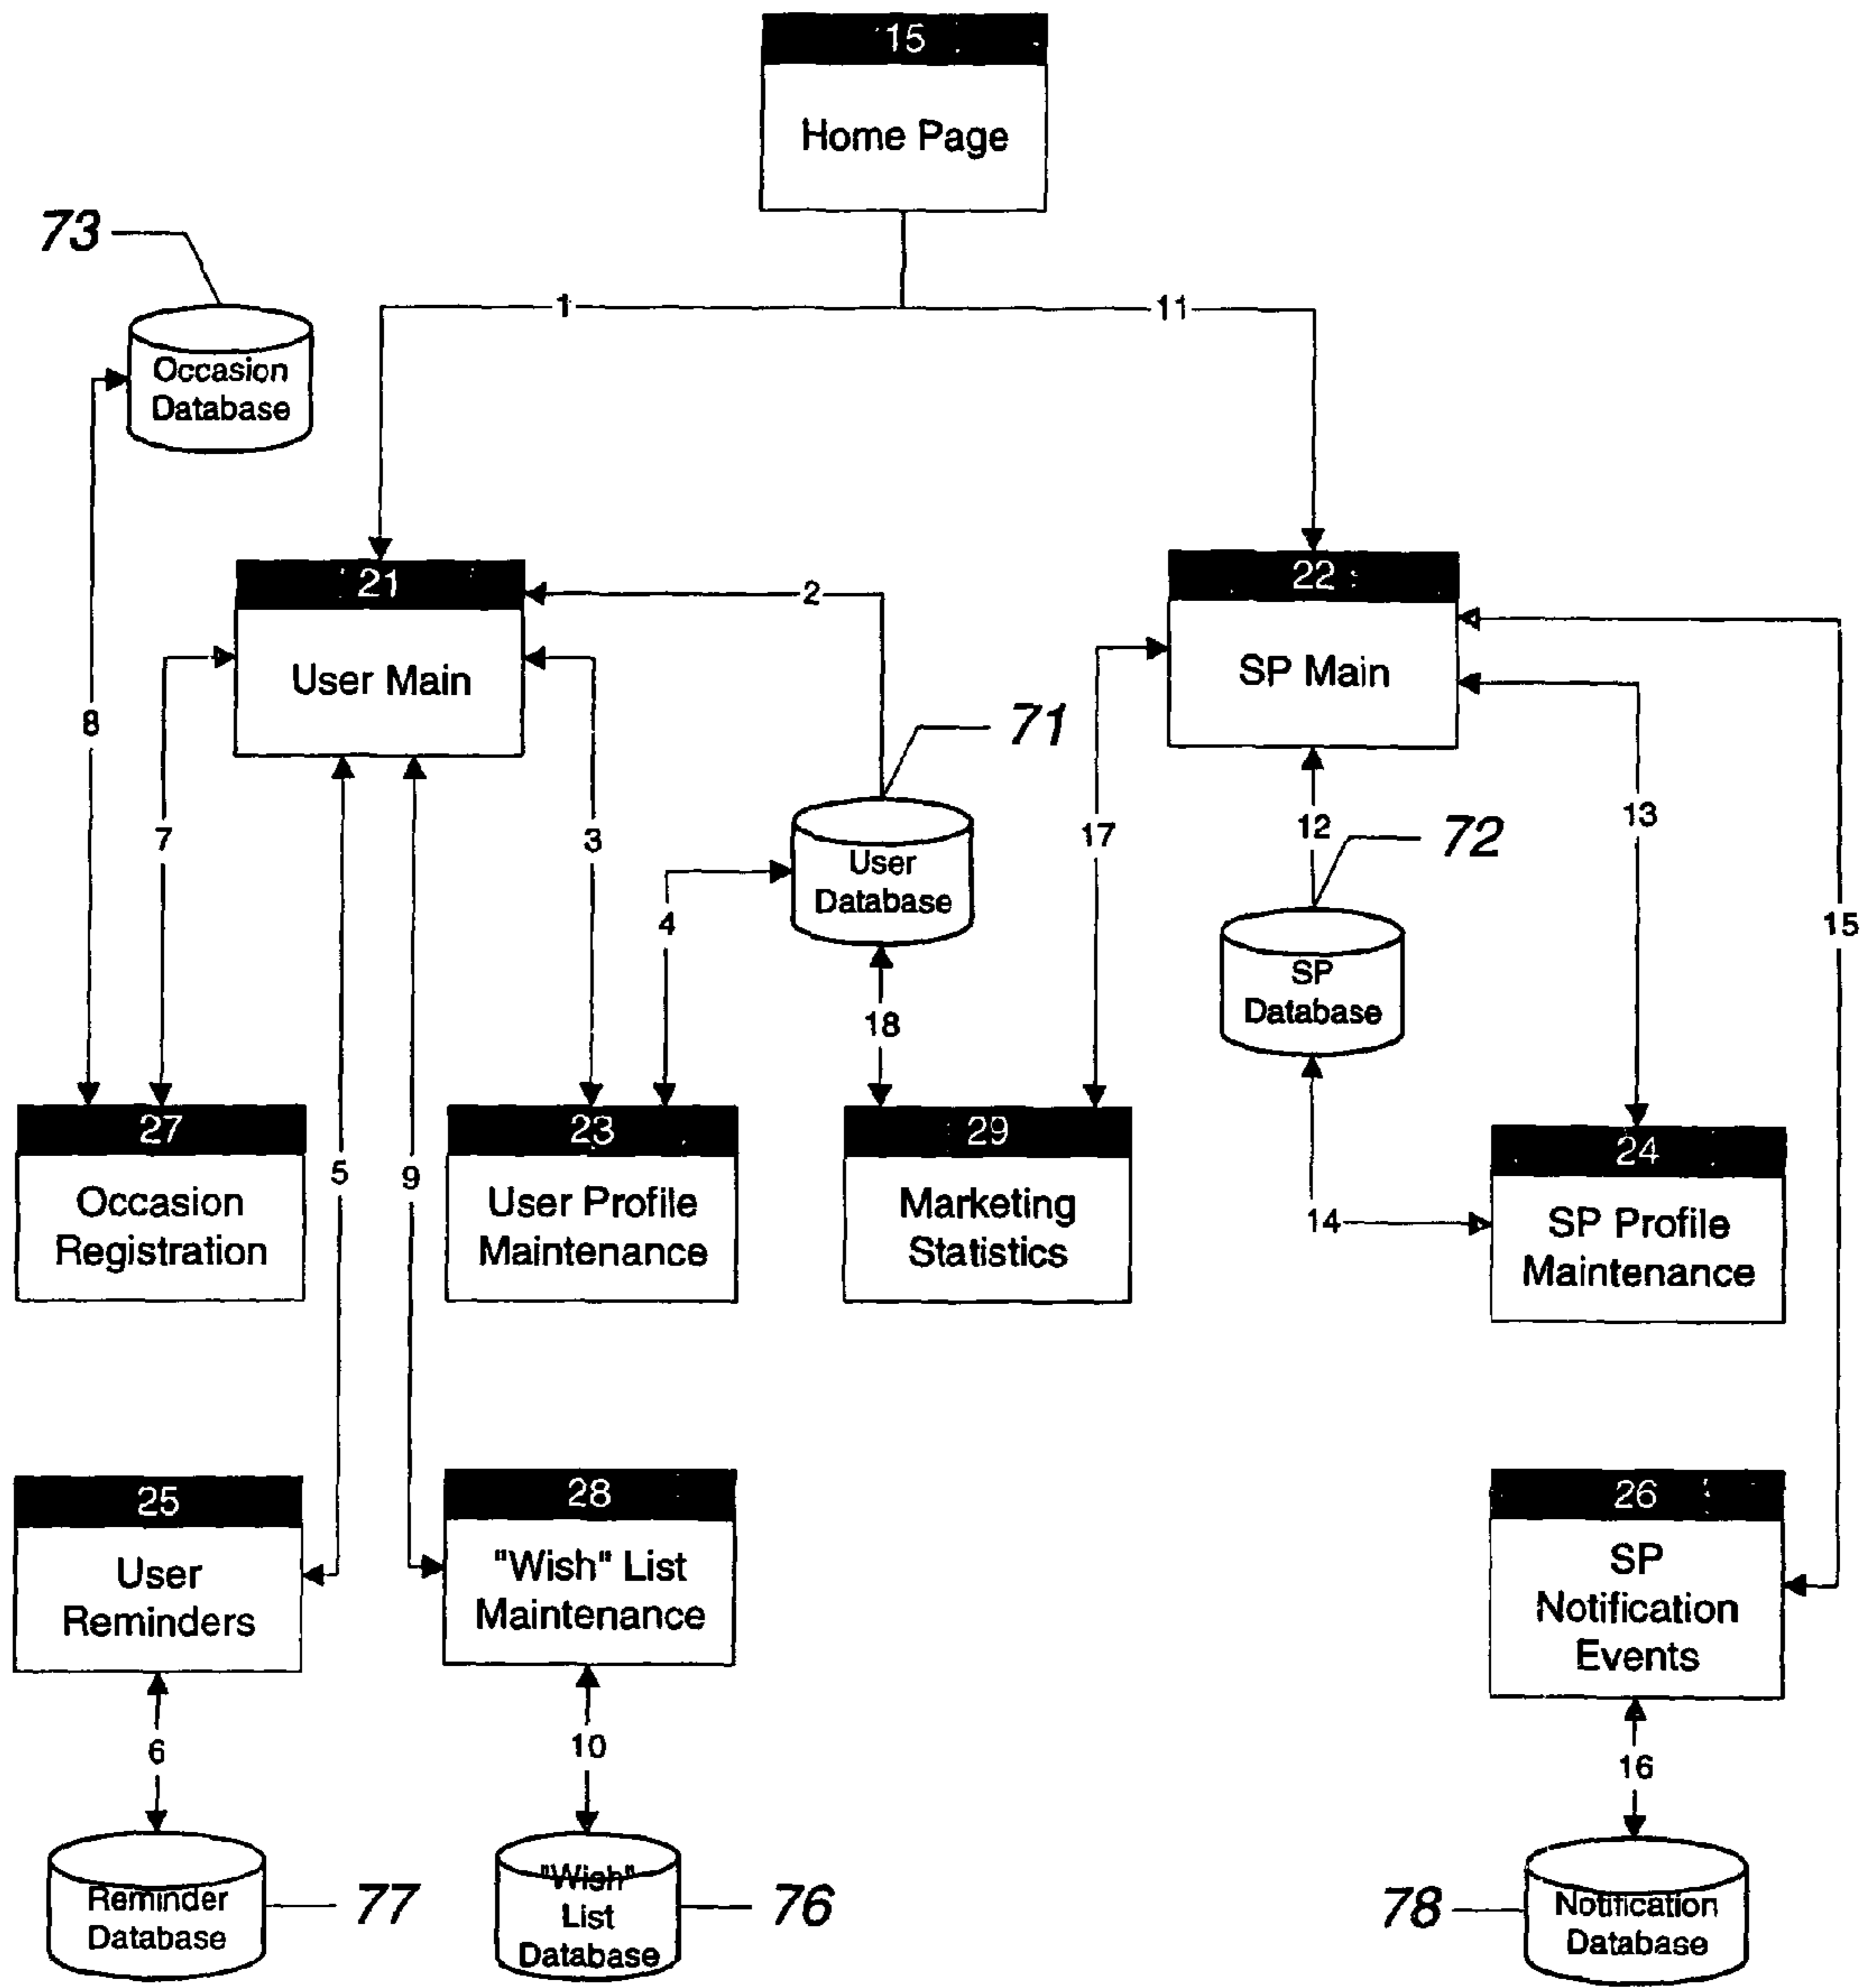 15
Home Page
73
1
11
Occasion
Database
21
User Main
2
22
SP Main
8
71
7
3
17
12
13
72
User
Database
4
15
SP
Database
18
27
Occasion
Registration
5
9
23
User Profile
Maintenance
29
Marketing
Statistics
14
24
SP Profile
Maintenance
25
User
Reminders
28
"Wish" List
Maintenance
26
SP
Notification
Events
6
10
16
Reminder
Database
77
"Wish"
List
Database
76
78
Notification
Database